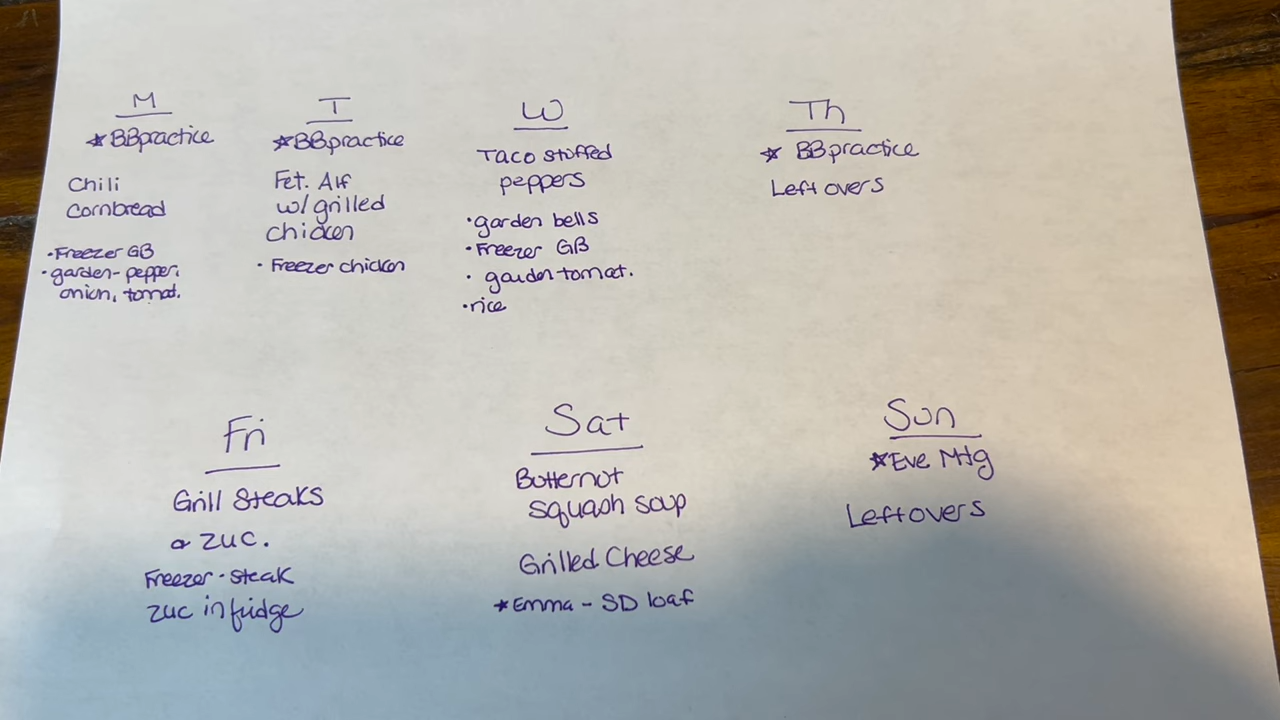 M
★BBpractice
Chili
Cornbread
•Freezer GB
•garden-pepper,
onion, tomat.
T
★BBpractice
Fet. Alf
w/grilled
chicken
• Freezer chicken
W
Taco stuffed
peppers
•garden bells
•Freezer GB
• garden tomat.
•rice
Th
★ BBpractice
Leftovers
Fri
Grill Steaks
& zuc.
Freezer-steak
zuc in fridge
Sat
Butternut
squash soup
Grilled Cheese
★Emma - SD loaf
Sun
★Eve Mtg
Leftovers